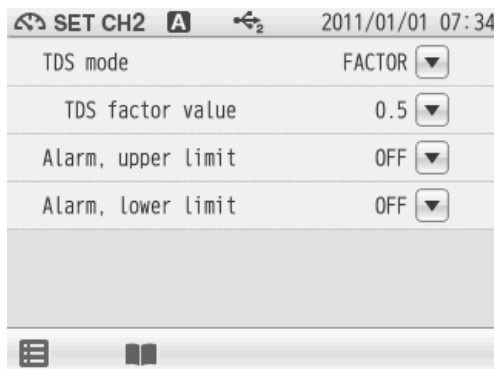 SET CH2 A 2 2011/01/01 07:34
TDS mode FACTOR
TDS factor value 0.5
Alarm, upper limit OFF
Alarm, lower limit OFF